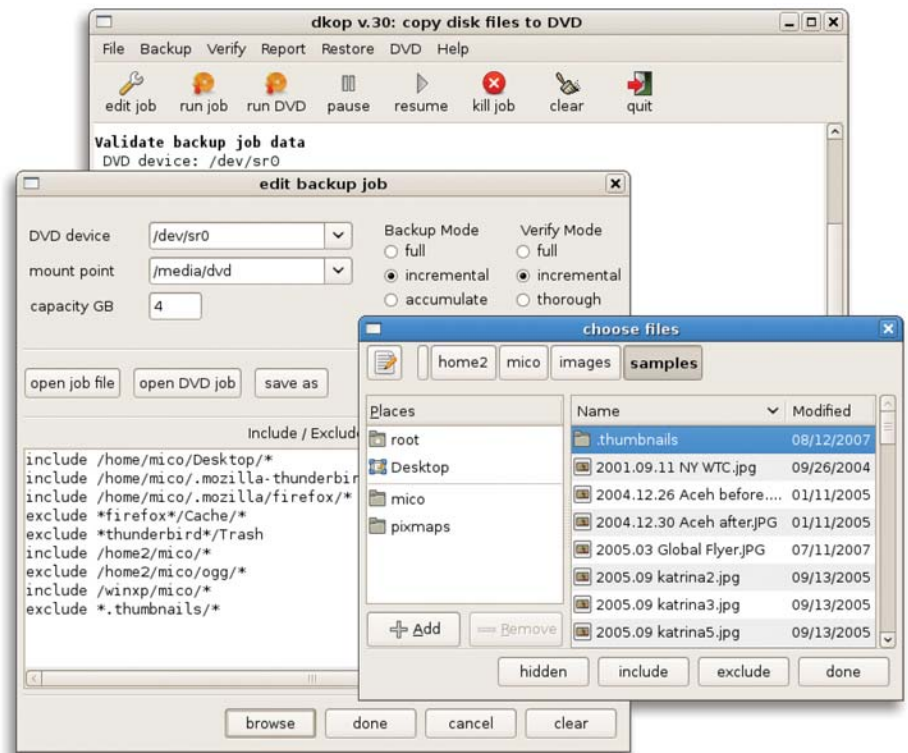 dkop v.30: copy disk files to DVD
File Backup Verify Report Restore DVD Help
edit job run job run DVD pause resume kill job clear quit
Validate backup job data
DVD device: /dev/sr0
edit backup job
DVD device /dev/sr0
mount point /media/dvd
capacity GB 4
Backup Mode
full
incremental
accumulate
Verify Mode
full
incremental
thorough
open job file open DVD job save as
Include / Exclude
include /home/mico/Desktop/*
include /home/mico/.mozilla-thunderbir
include /home/mico/.mozilla/firefox/*
exclude *firefox*/Cache/*
exclude *thunderbird*/Trash
include /home2/mico/*
exclude /home2/mico/ogg/*
include /winxp/mico/*
exclude *.thumbnails/*
browse done cancel clear
choose files
home2 mico images samples
Places
root
Desktop
mico
pixmaps
Add Remove
Name Modified
.thumbnails 08/12/2007
2001.09.11 NY WTC.jpg 09/26/2004
2004.12.26 Aceh before.... 01/11/2005
2004.12.30 Aceh after.JPG 01/11/2005
2005.03 Global Flyer.JPG 07/11/2007
2005.09 katrina2.jpg 09/13/2005
2005.09 katrina3.jpg 09/13/2005
2005.09 katrina5.jpg 09/13/2005
hidden include exclude done